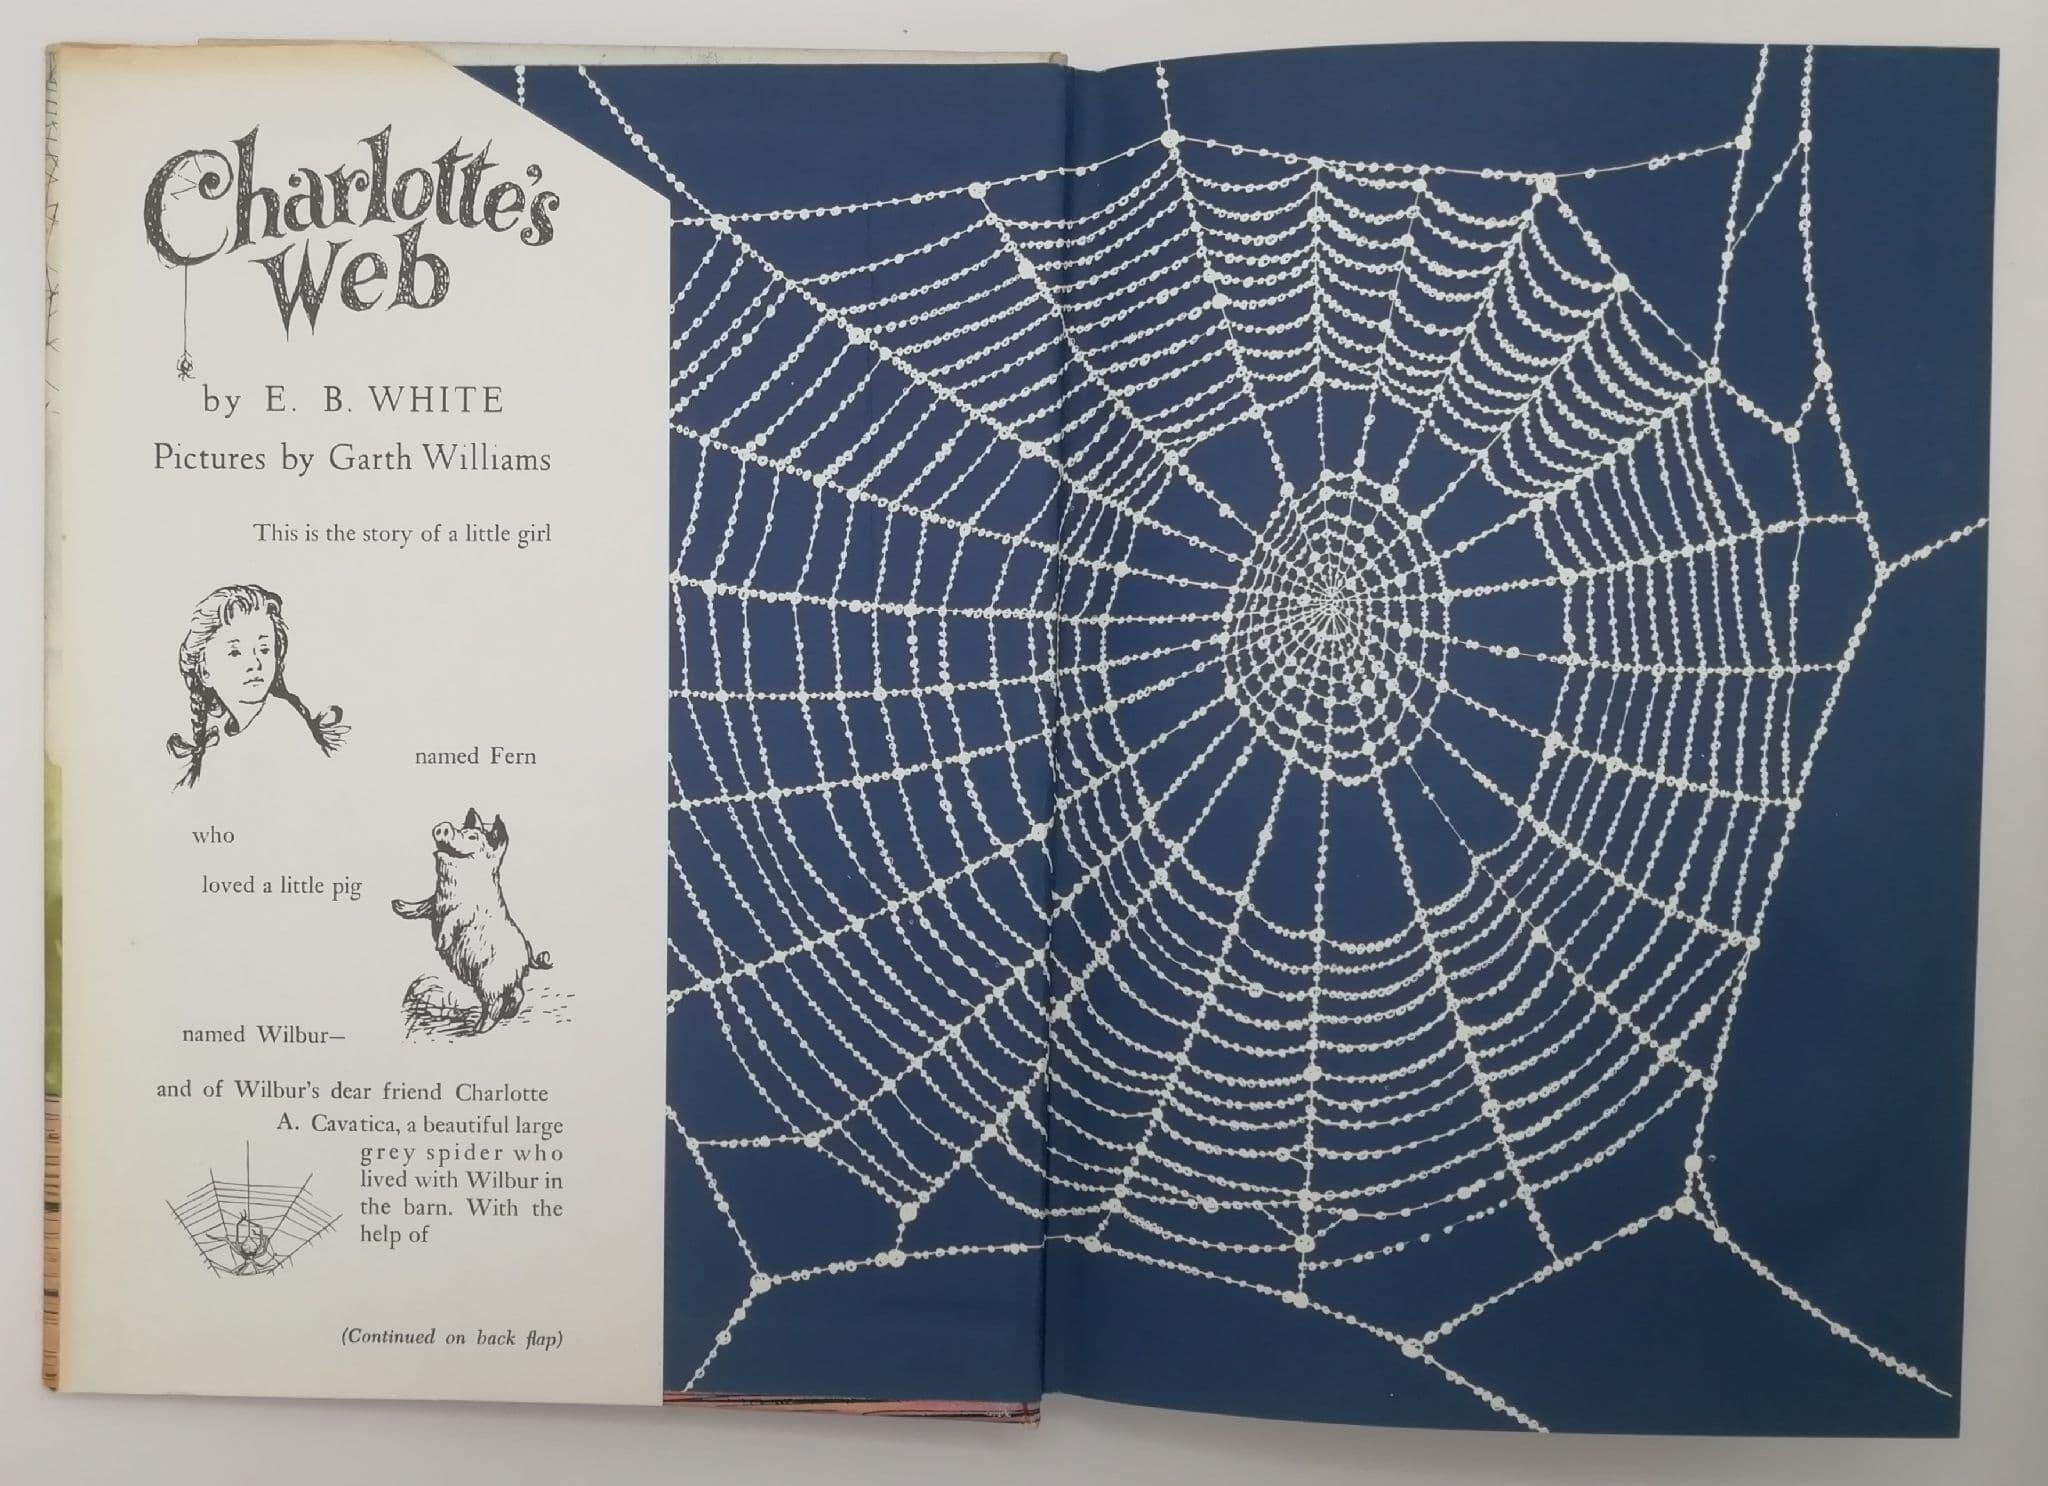 Charlotte's
Web
by E. B. WHITE
Pictures by Garth Williams
This is the story of a little girl
named Fern
who
loved a little pig
named Wilbur—
and of Wilbur's dear friend Charlotte
A. Cavatica, a beautiful large
grey spider who
lived with Wilbur in
the barn. With the
help of
(Continued on back flap)